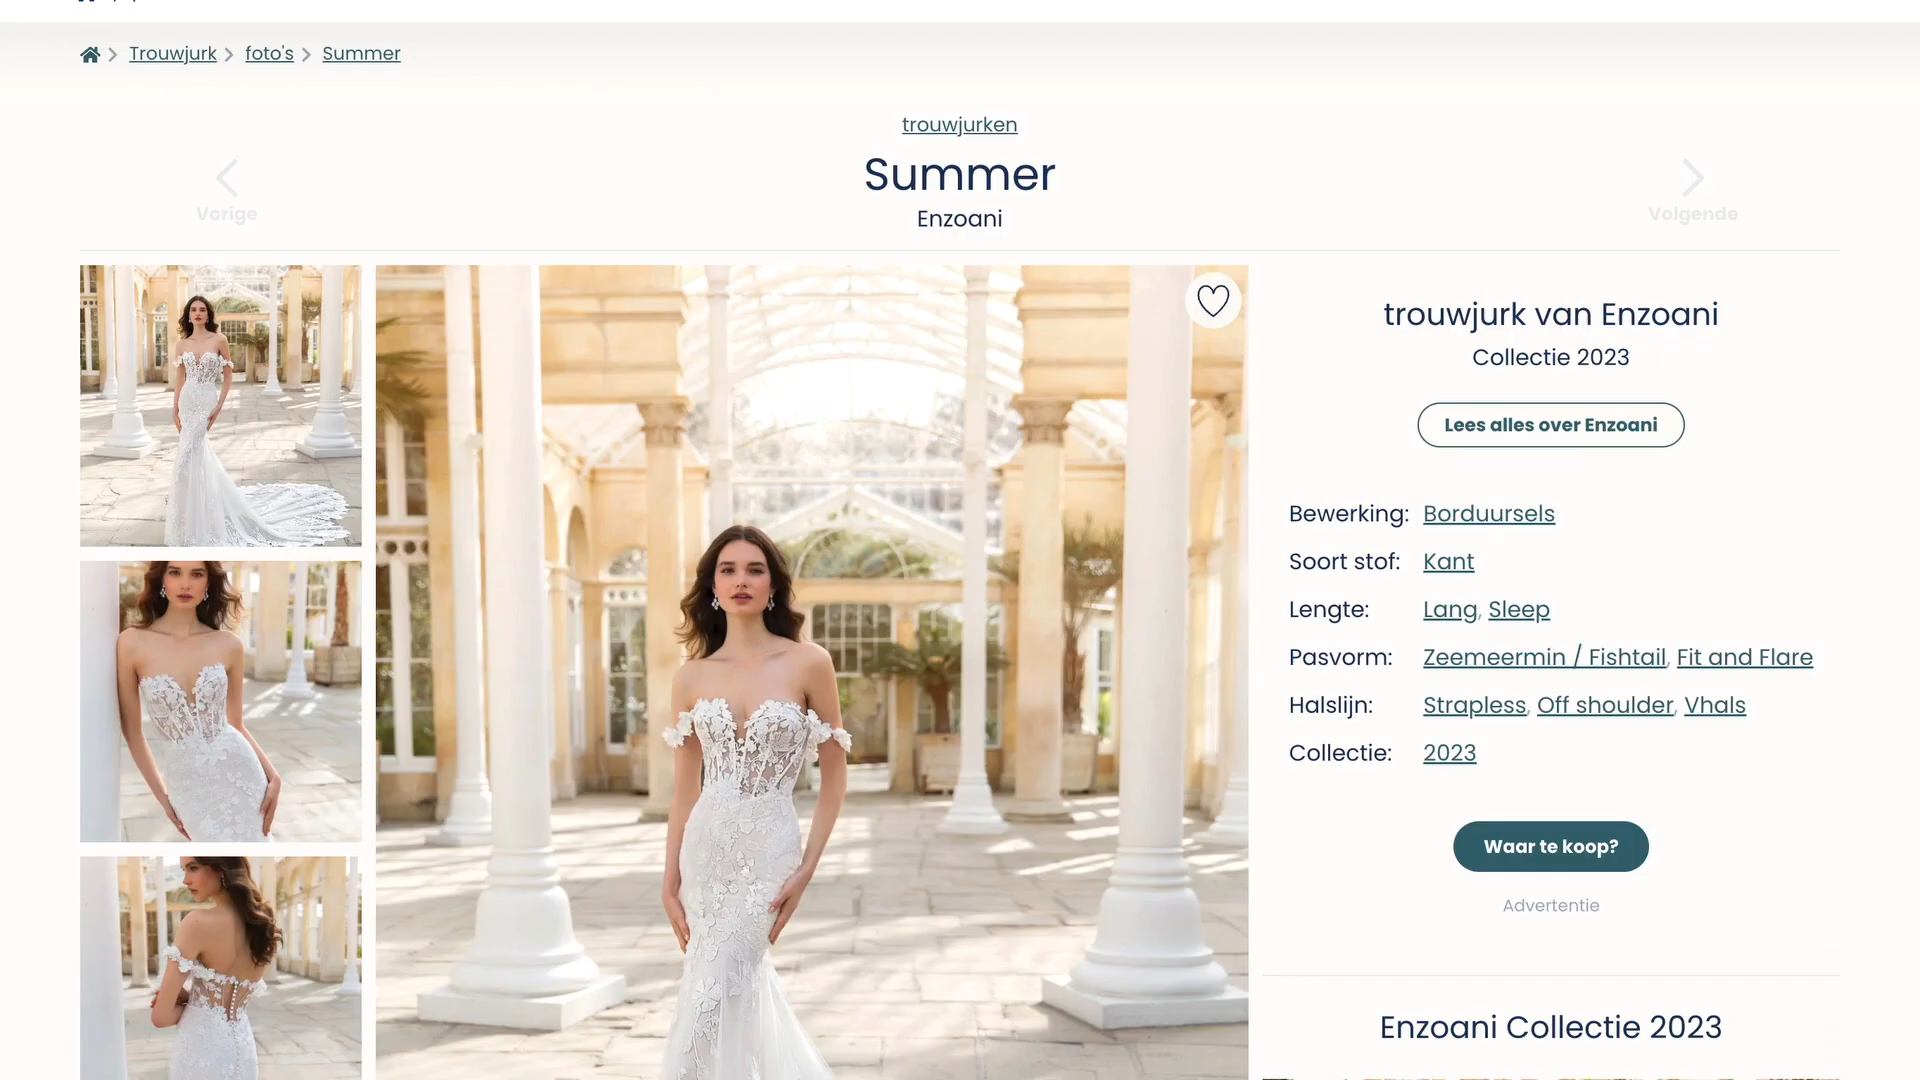 Trouwjurk foto's Summer
trouwjurken
Summer
Enzoani
Vorige
Volgende
trouwjurk van Enzoani
Collectie 2023
Lees alles over Enzoani
Bewerking: Borduursels
Soort stof: Kant
Lengte: Lang, Sleep
Pasvorm: Zeemeermin / Fishtail, Fit and Flare
Halslijn: Strapless, Off shoulder, Vhals
Collectie: 2023
Waar te koop?
Advertentie
Enzoani Collectie 2023